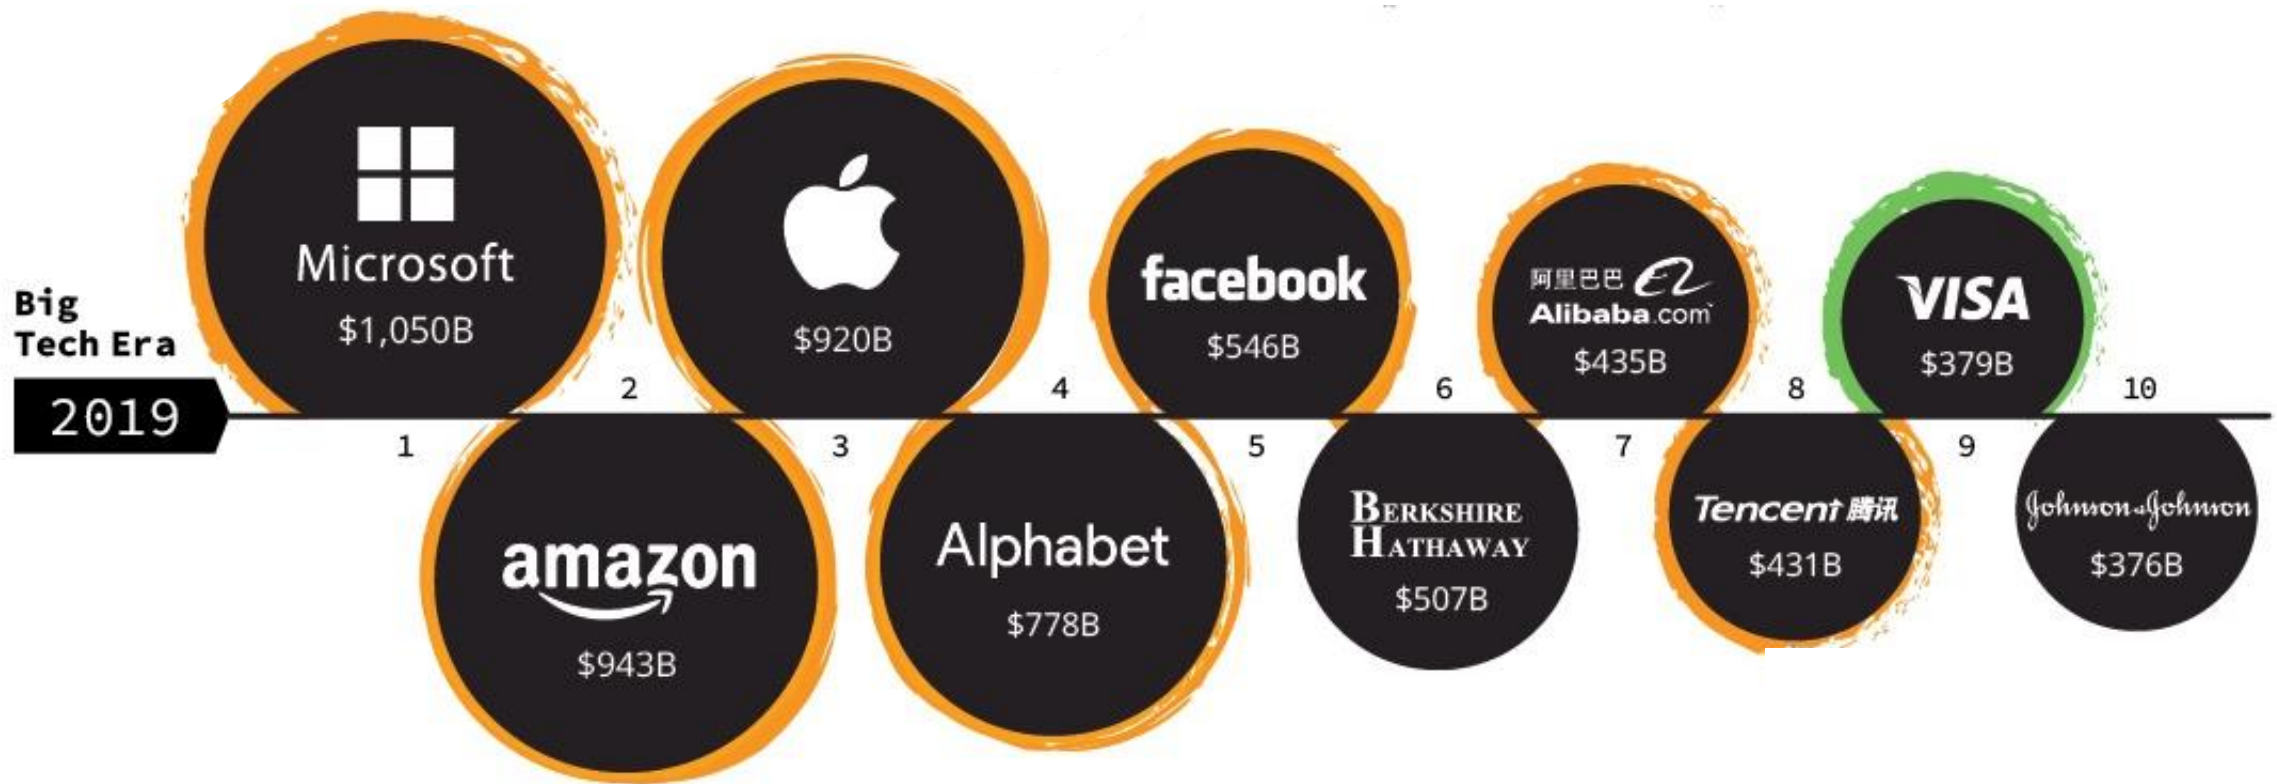 Big
Tech Era
2019
1
Microsoft
$1,050B
2
amazon
$943B
3
$920B
4
Alphabet
$778B
5
facebook
$546B
6
BERKSHIRE
HATHAWAY
$507B
7
阿里巴巴
Alibaba.com
$435B
8
Tencent 腾讯
$431B
9
VISA
$379B
10
Johnson & Johnson
$376B